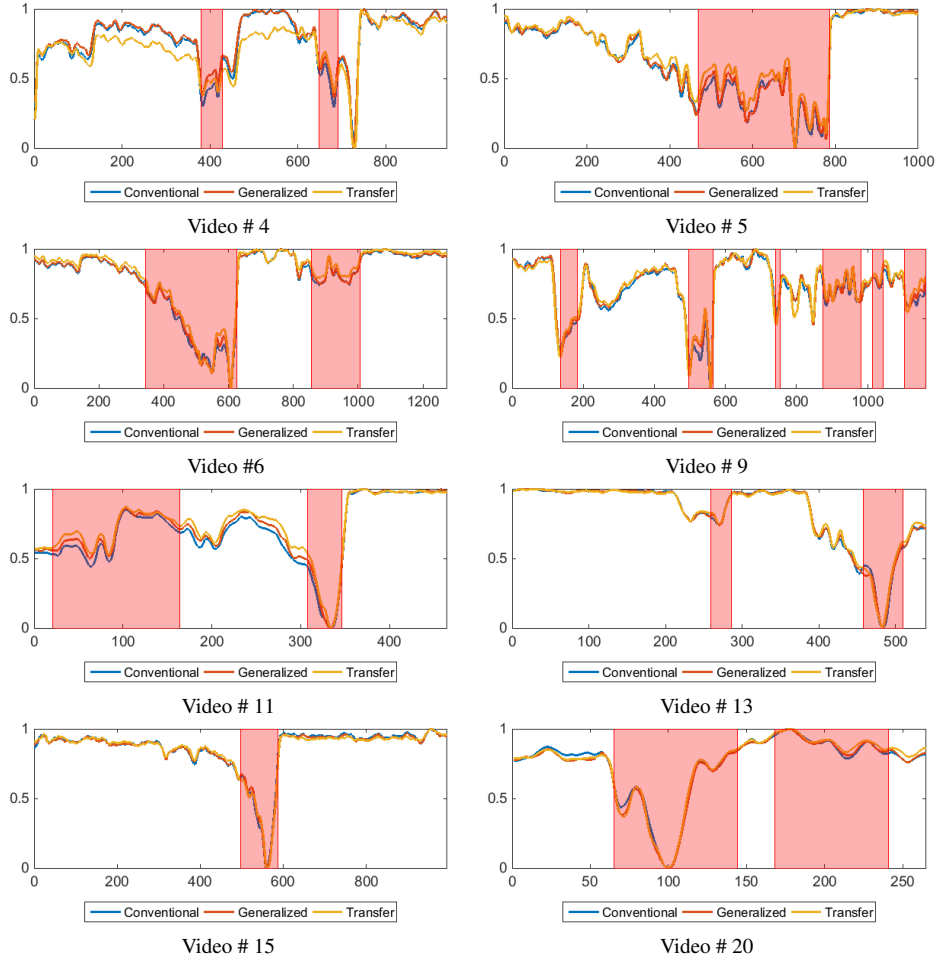 1
0.5
0
0 200 400 600 800
Conventional Generalized Transfer
Video # 4
1
0.5
0
0 200 400 600 800 1000
Conventional Generalized Transfer
Video # 5
1
0.5
0
0 200 400 600 800 1000 1200
Conventional Generalized Transfer
Video #6
1
0.5
0
0 200 400 600 800 1000
Conventional Generalized Transfer
Video # 9
1
0.5
0
0 100 200 300 400
Conventional Generalized Transfer
Video # 11
1
0.5
0
0 100 200 300 400 500
Conventional Generalized Transfer
Video # 13
1
0.5
0
0 200 400 600 800
Conventional Generalized Transfer
Video # 15
1
0.5
0
0 50 100 150 200 250
Conventional Generalized Transfer
Video # 20